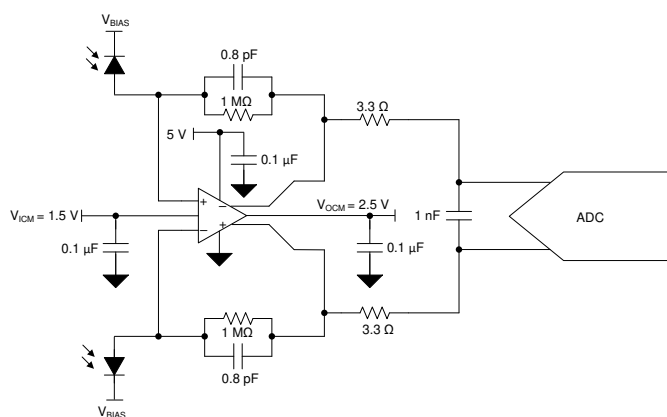 V_BIAS
0.8 pF
1 MΩ
3.3 Ω
5 V
0.1 µF
V_ICM = 1.5 V
+
−
−
+
V_OCM = 2.5 V
1 nF
ADC
0.1 µF
0.1 µF
1 MΩ
3.3 Ω
0.8 pF
V_BIAS